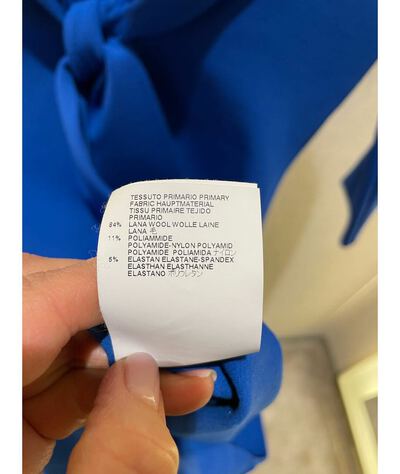 TESSUTO PRIMARIO PRIMARY
FABRIC HAUPTMATERIAL
TISSU PRIMAIRE TEJIDO
PRIMARIO
84% LANA WOOL WOLLE LAINE
LANA 毛
11% POLIAMMIDE
POLYAMIDE-NYLON POLYAMID
POLYAMIDE POLIAMIDA ナイロン
5% ELASTAN ELASTANE-SPANDEX
ELASTHAN ELASTHANNE
ELASTANO ポリウレタン